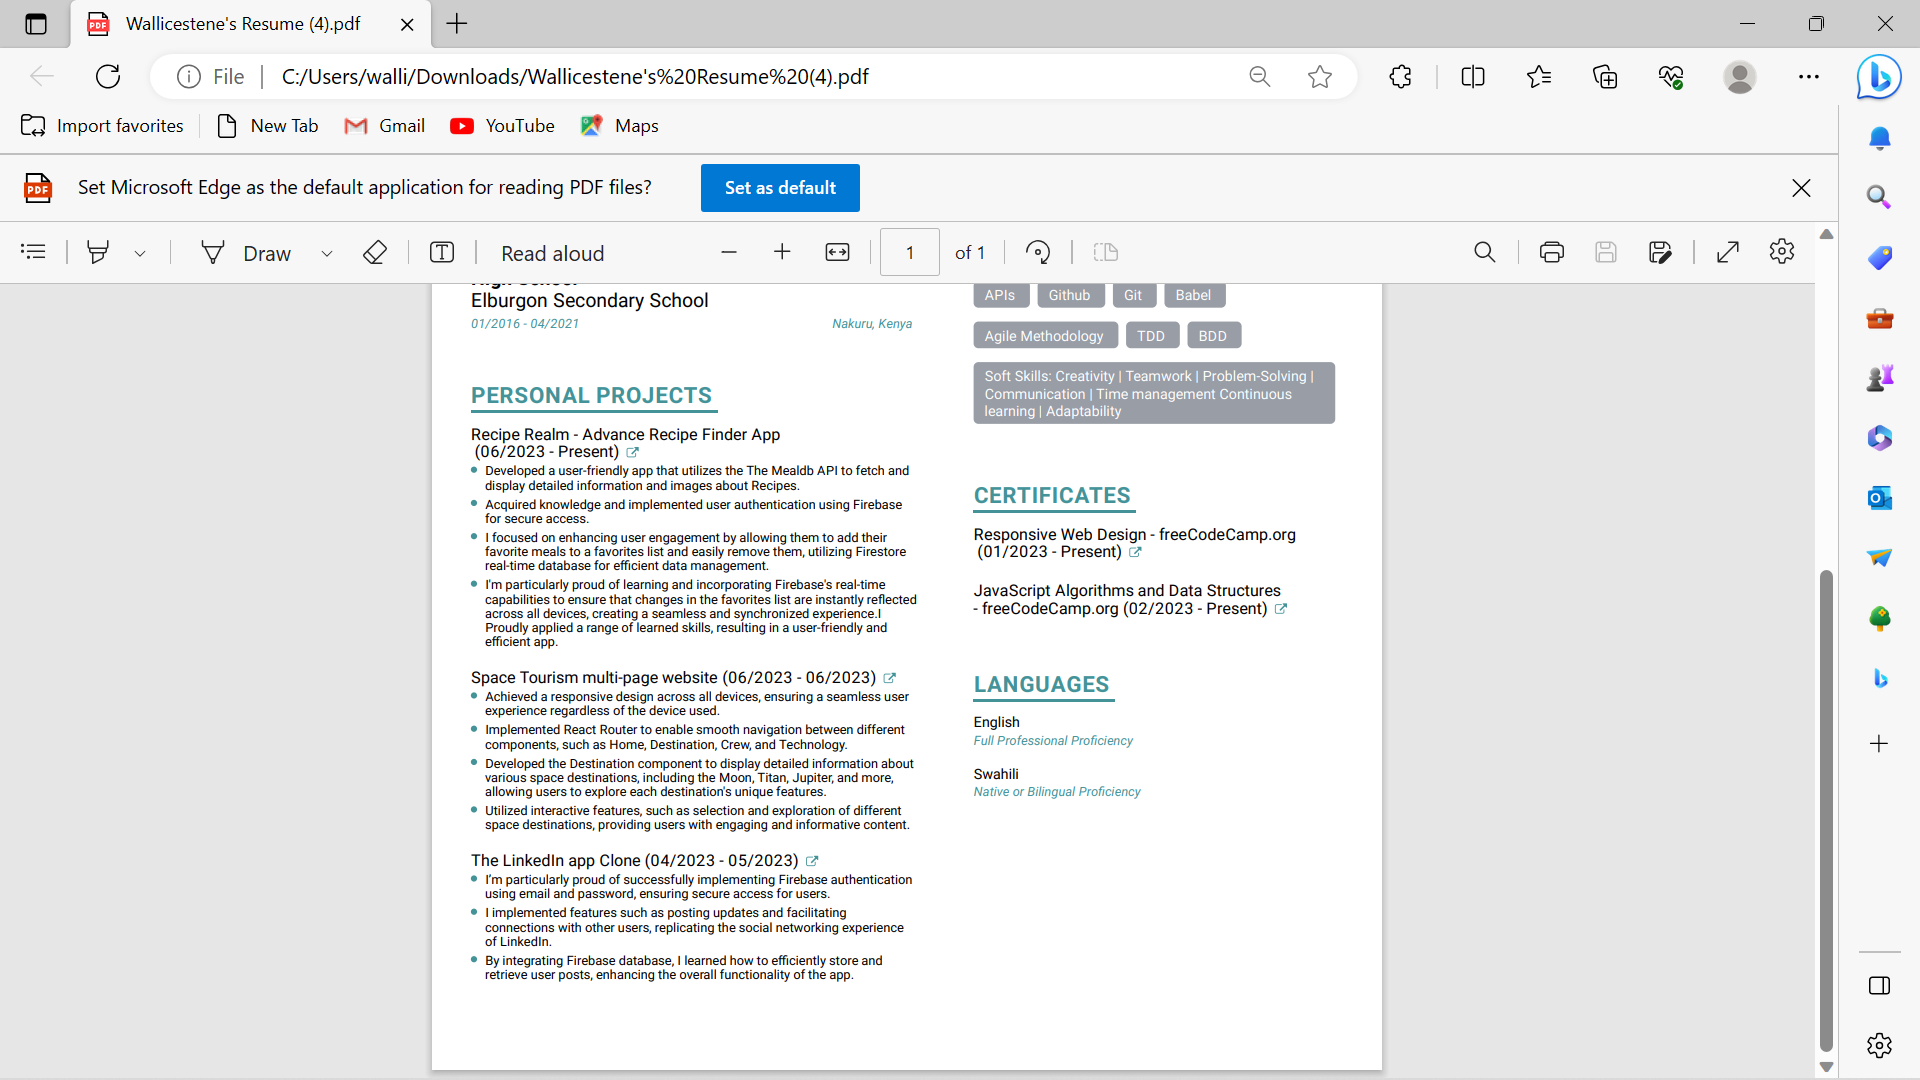 Wallicestene's Resume (4).pdf
File
C:/Users/walli/Downloads/Wallicestene's%20Resume%20(4).pdf
Import favorites
New Tab
Gmail
YouTube
Maps
PDF
Set Microsoft Edge as the default application for reading PDF files?
Set as default
Draw
Read aloud
1
of 1
High School
Elburgon Secondary School
01/2016 - 04/2021
Nakuru, Kenya
PERSONAL PROJECTS
Recipe Realm - Advance Recipe Finder App
(06/2023 - Present)
Developed a user-friendly app that utilizes the The Mealdb API to fetch and
display detailed information and images about Recipes.
Acquired knowledge and implemented user authentication using Firebase
for secure access.
I focused on enhancing user engagement by allowing them to add their
favorite meals to a favorites list and easily remove them, utilizing Firestore
real-time database for efficient data management.
I'm particularly proud of learning and incorporating Firebase's real-time
capabilities to ensure that changes in the favorites list are instantly reflected
across all devices, creating a seamless and synchronized experience.I
Proudly applied a range of learned skills, resulting in a user-friendly and
efficient app.
Space Tourism multi-page website (06/2023 - 06/2023)
Achieved a responsive design across all devices, ensuring a seamless user
experience regardless of the device used.
Implemented React Router to enable smooth navigation between different
components, such as Home, Destination, Crew, and Technology.
Developed the Destination component to display detailed information about
various space destinations, including the Moon, Titan, Jupiter, and more,
allowing users to explore each destination's unique features.
Utilized interactive features, such as selection and exploration of different
space destinations, providing users with engaging and informative content.
The LinkedIn app Clone (04/2023 - 05/2023)
I'm particularly proud of successfully implementing Firebase authentication
using email and password, ensuring secure access for users.
I implemented features such as posting updates and facilitating
connections with other users, replicating the social networking experience
of LinkedIn.
By integrating Firebase database, I learned how to efficiently store and
retrieve user posts, enhancing the overall functionality of the app.
APIs
Github
Git
Babel
Agile Methodology
TDD
BDD
Soft Skills: Creativity | Teamwork | Problem-Solving |
Communication | Time management Continuous
learning | Adaptability
CERTIFICATES
Responsive Web Design - freeCodeCamp.org
(01/2023 - Present)
JavaScript Algorithms and Data Structures
- freeCodeCamp.org (02/2023 - Present)
LANGUAGES
English
Full Professional Proficiency
Swahili
Native or Bilingual Proficiency